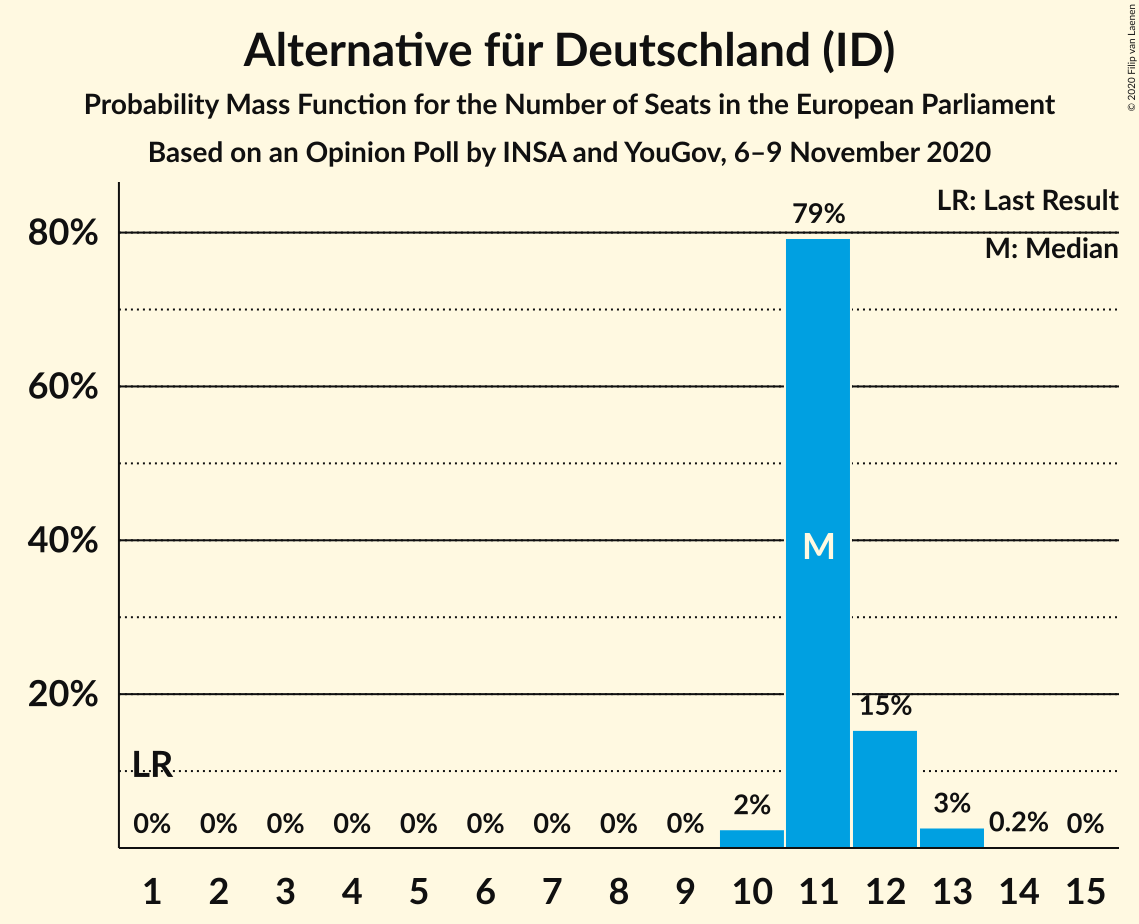 Alternative für Deutschland (ID)
Probability Mass Function for the Number of Seats in the European Parliament
Based on an Opinion Poll by INSA and YouGov, 6–9 November 2020
© 2020 Filip van Laenen
LR: Last Result
M: Median
80%
60%
40%
20%
79%
M
15%
LR
0% 0% 0% 0% 0% 0% 0% 0% 0% 2% 3% 0.2% 0%
1 2 3 4 5 6 7 8 9 10 11 12 13 14 15